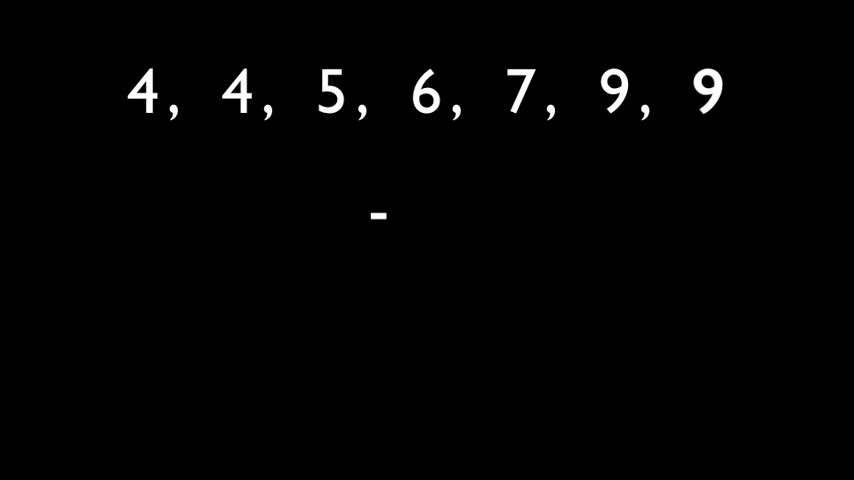 4, 4, 5, 6, 7, 9, 9
-